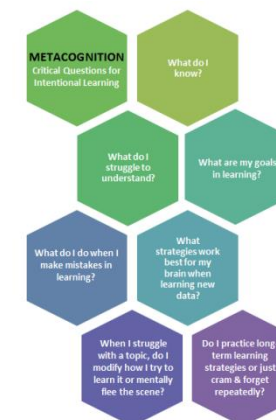 METACOGNITION
Critical Questions for
Intentional Learning
What do I
know?
What do I
struggle to
understand?
What are my goals
in learning?
What do I do when I
make mistakes in
learning?
What
strategies work
best for my
brain when
learning new
data?
When I struggle
with a topic, do I
modify how I try to
learn it or mentally
flee the scene?
Do I practice long
term learning
strategies or just
cram & forget
repeatedly?